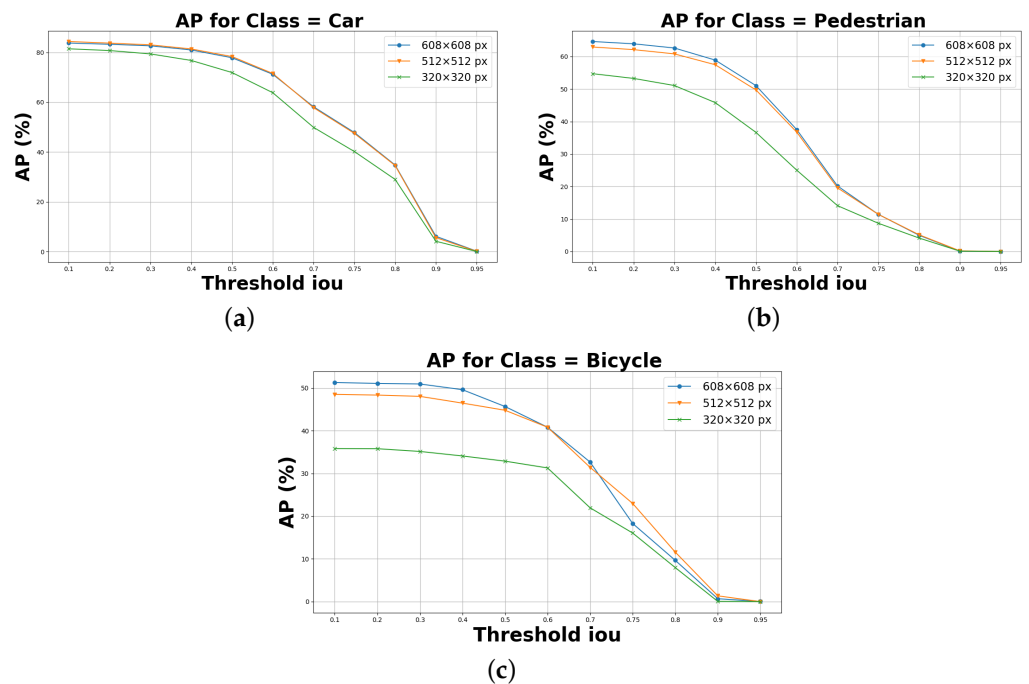 AP for Class = Car
608×608 px
512×512 px
320×320 px
AP (%)
80
60
40
20
0
0.1 0.2 0.3 0.4 0.5 0.6 0.7 0.75 0.8 0.9 0.95
Threshold iou
(a)
AP for Class = Pedestrian
608×608 px
512×512 px
320×320 px
AP (%)
60
50
40
30
20
10
0
0.1 0.2 0.3 0.4 0.5 0.6 0.7 0.75 0.8 0.9 0.95
Threshold iou
(b)
AP for Class = Bicycle
608×608 px
512×512 px
320×320 px
AP (%)
50
40
30
20
10
0
0.1 0.2 0.3 0.4 0.5 0.6 0.7 0.75 0.8 0.9 0.95
Threshold iou
(c)